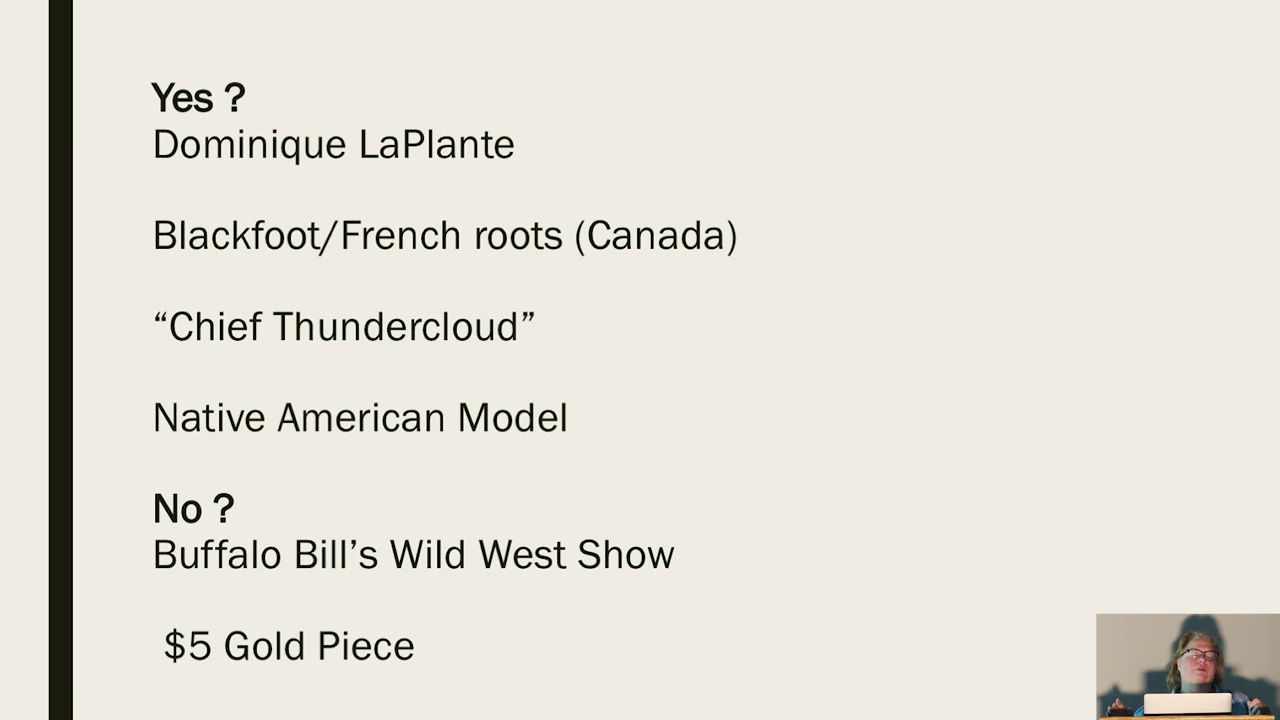 Yes ?
Dominique LaPlante
Blackfoot/French roots (Canada)
“Chief Thundercloud”
Native American Model
No ?
Buffalo Bill’s Wild West Show
$5 Gold Piece